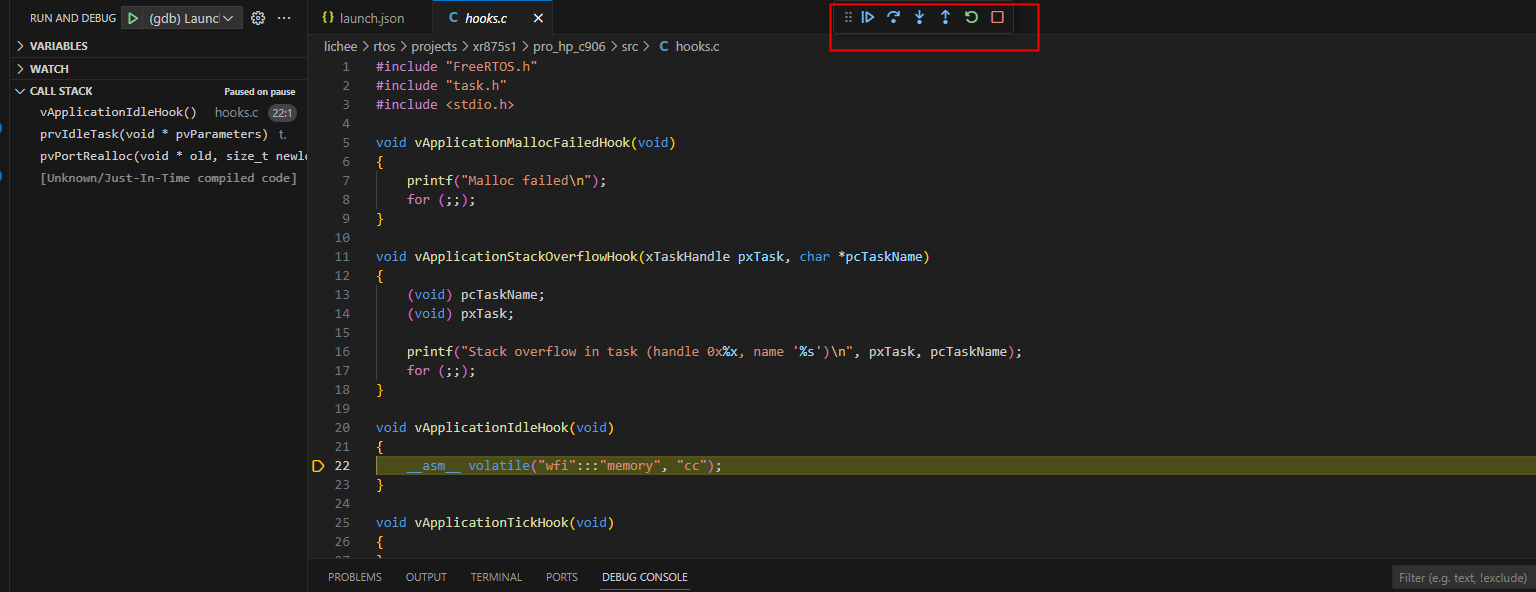 RUN AND DEBUG (gdb) Launc
VARIABLES
WATCH
CALL STACK Paused on pause
vApplicationIdleHook() hooks.c 22:1
prvIdleTask(void * pvParameters) t.
pvPortRealloc(void * old, size_t newl
[Unknown/Just-In-Time compiled code]
launch.json hooks.c
lichee > rtos > projects > xr875s1 > pro_hp_c906 > src > C hooks.c
1 #include "FreeRTOS.h"
2 #include "task.h"
3 #include <stdio.h>
4
5 void vApplicationMallocFailedHook(void)
6 {
7 printf("Malloc failed\n");
8 for (;;);
9 }
10
11 void vApplicationStackOverflowHook(xTaskHandle pxTask, char *pcTaskName)
12 {
13 (void) pcTaskName;
14 (void) pxTask;
15
16 printf("Stack overflow in task (handle 0x%x, name '%s')\n", pxTask, pcTaskName);
17 for (;;);
18 }
19
20 void vApplicationIdleHook(void)
21 {
22 __asm__ volatile("wfi":::"memory", "cc");
23 }
24
25 void vApplicationTickHook(void)
26 {
PROBLEMS OUTPUT TERMINAL PORTS DEBUG CONSOLE Filter (e.g. text, !exclude)